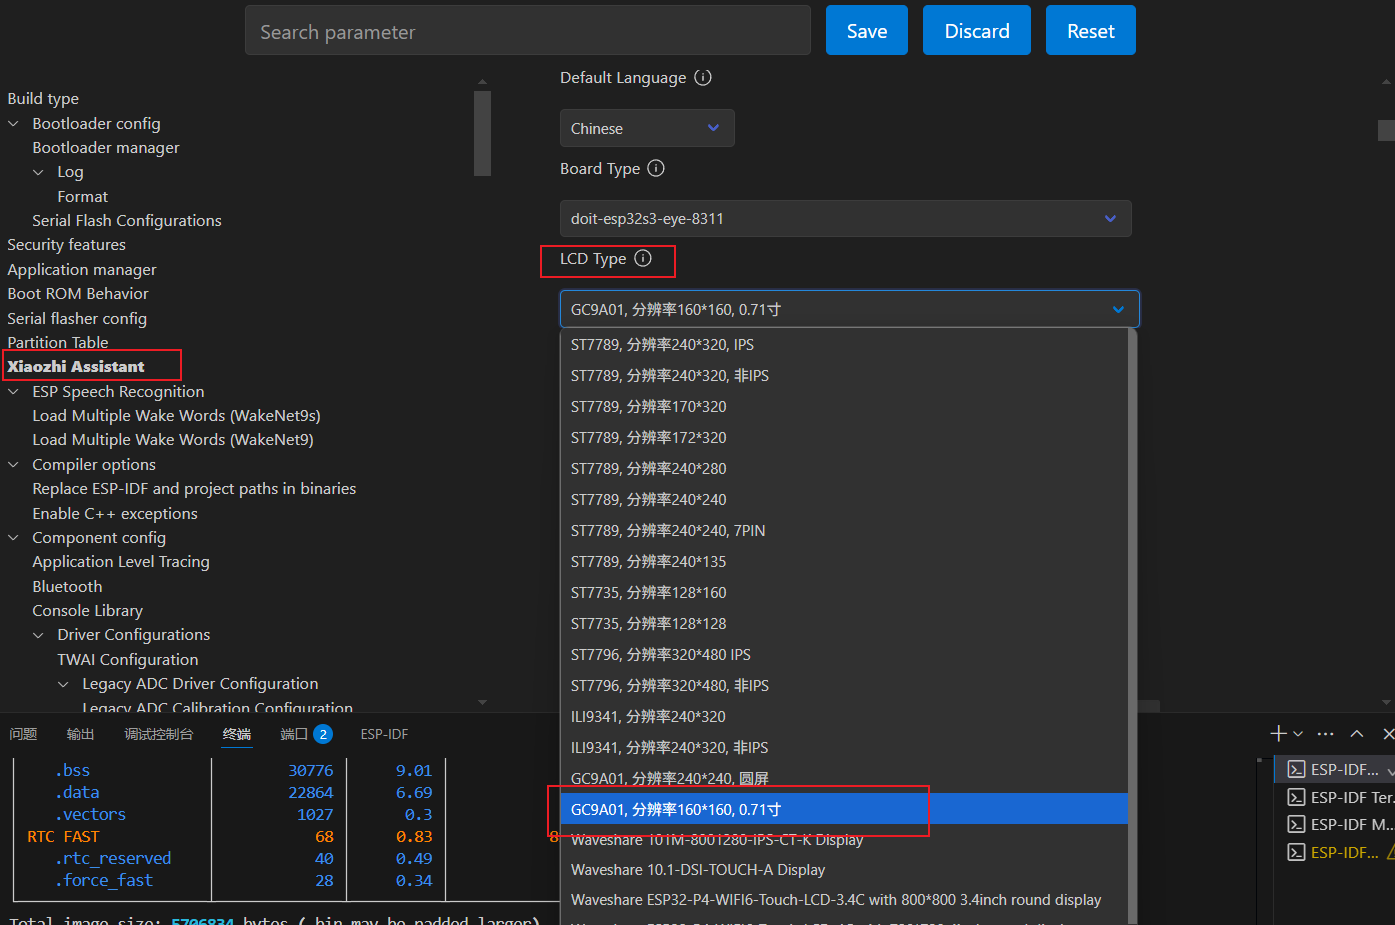 Search parameter
Save
Discard
Reset
Build type
Bootloader config
Bootloader manager
Log
Format
Serial Flash Configurations
Security features
Application manager
Boot ROM Behavior
Serial flasher config
Partition Table
Xiaozhi Assistant
ESP Speech Recognition
Load Multiple Wake Words (WakeNet9s)
Load Multiple Wake Words (WakeNet9)
Compiler options
Replace ESP-IDF and project paths in binaries
Enable C++ exceptions
Component config
Application Level Tracing
Bluetooth
Console Library
Driver Configurations
TWAI Configuration
Legacy ADC Driver Configuration
Legacy ADC Calibration Configuration
Default Language
Chinese
Board Type
doit-esp32s3-eye-8311
LCD Type
GC9A01, 分辨率160*160, 0.71寸
ST7789, 分辨率240*320, IPS
ST7789, 分辨率240*320, 非IPS
ST7789, 分辨率170*320
ST7789, 分辨率172*320
ST7789, 分辨率240*280
ST7789, 分辨率240*240
ST7789, 分辨率240*240, 7PIN
ST7789, 分辨率240*135
ST7735, 分辨率128*160
ST7735, 分辨率128*128
ST7796, 分辨率320*480 IPS
ST7796, 分辨率320*480, 非IPS
ILI9341, 分辨率240*320
ILI9341, 分辨率240*320, 非IPS
GC9A01, 分辨率240*240, 圆屏
GC9A01, 分辨率160*160, 0.71寸
Waveshare 101M-8001280-IPS-CT-K Display
Waveshare 10.1-DSI-TOUCH-A Display
Waveshare ESP32-P4-WIFI6-Touch-LCD-3.4C with 800*800 3.4inch round display
问题 输出 调试控制台 终端 端口 2 ESP-IDF
.bss 30776 9.01
.data 22864 6.69
.vectors 1027 0.3
RTC FAST 68 0.83 8
.rtc_reserved 40 0.49
.force_fast 28 0.34
Total image size: 5706834 bytes (.bin may be padded larger)
ESP-IDF...
ESP-IDF Ter...
ESP-IDF M...
ESP-IDF...